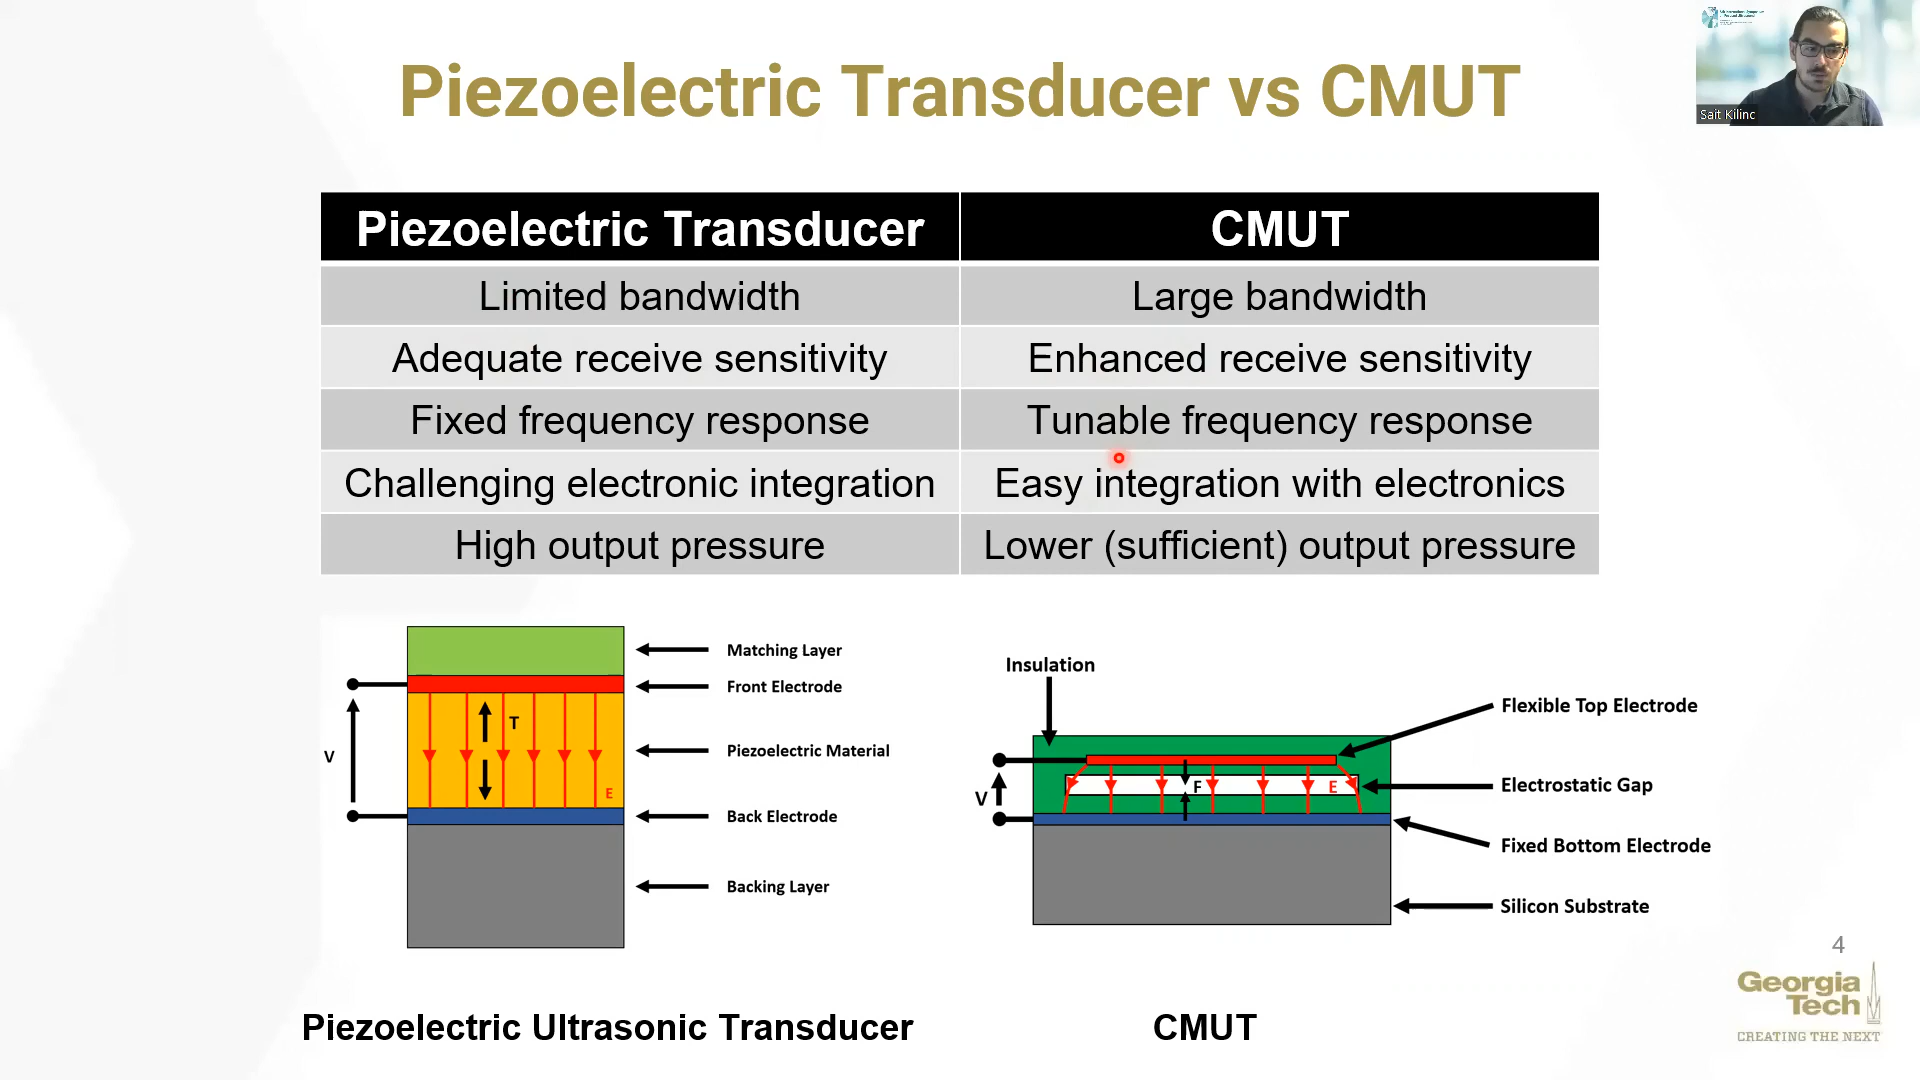 Piezoelectric Transducer vs CMUT
Sait Kilinc
Piezoelectric Transducer CMUT
Limited bandwidth Large bandwidth
Adequate receive sensitivity Enhanced receive sensitivity
Fixed frequency response Tunable frequency response
Challenging electronic integration Easy integration with electronics
High output pressure Lower (sufficient) output pressure
Matching Layer
Front Electrode
V
T
Piezoelectric Material
E
Back Electrode
Backing Layer
Piezoelectric Ultrasonic Transducer
Insulation
Flexible Top Electrode
V
F
E
Electrostatic Gap
Fixed Bottom Electrode
Silicon Substrate
CMUT
4
Georgia
Tech
CREATING THE NEXT